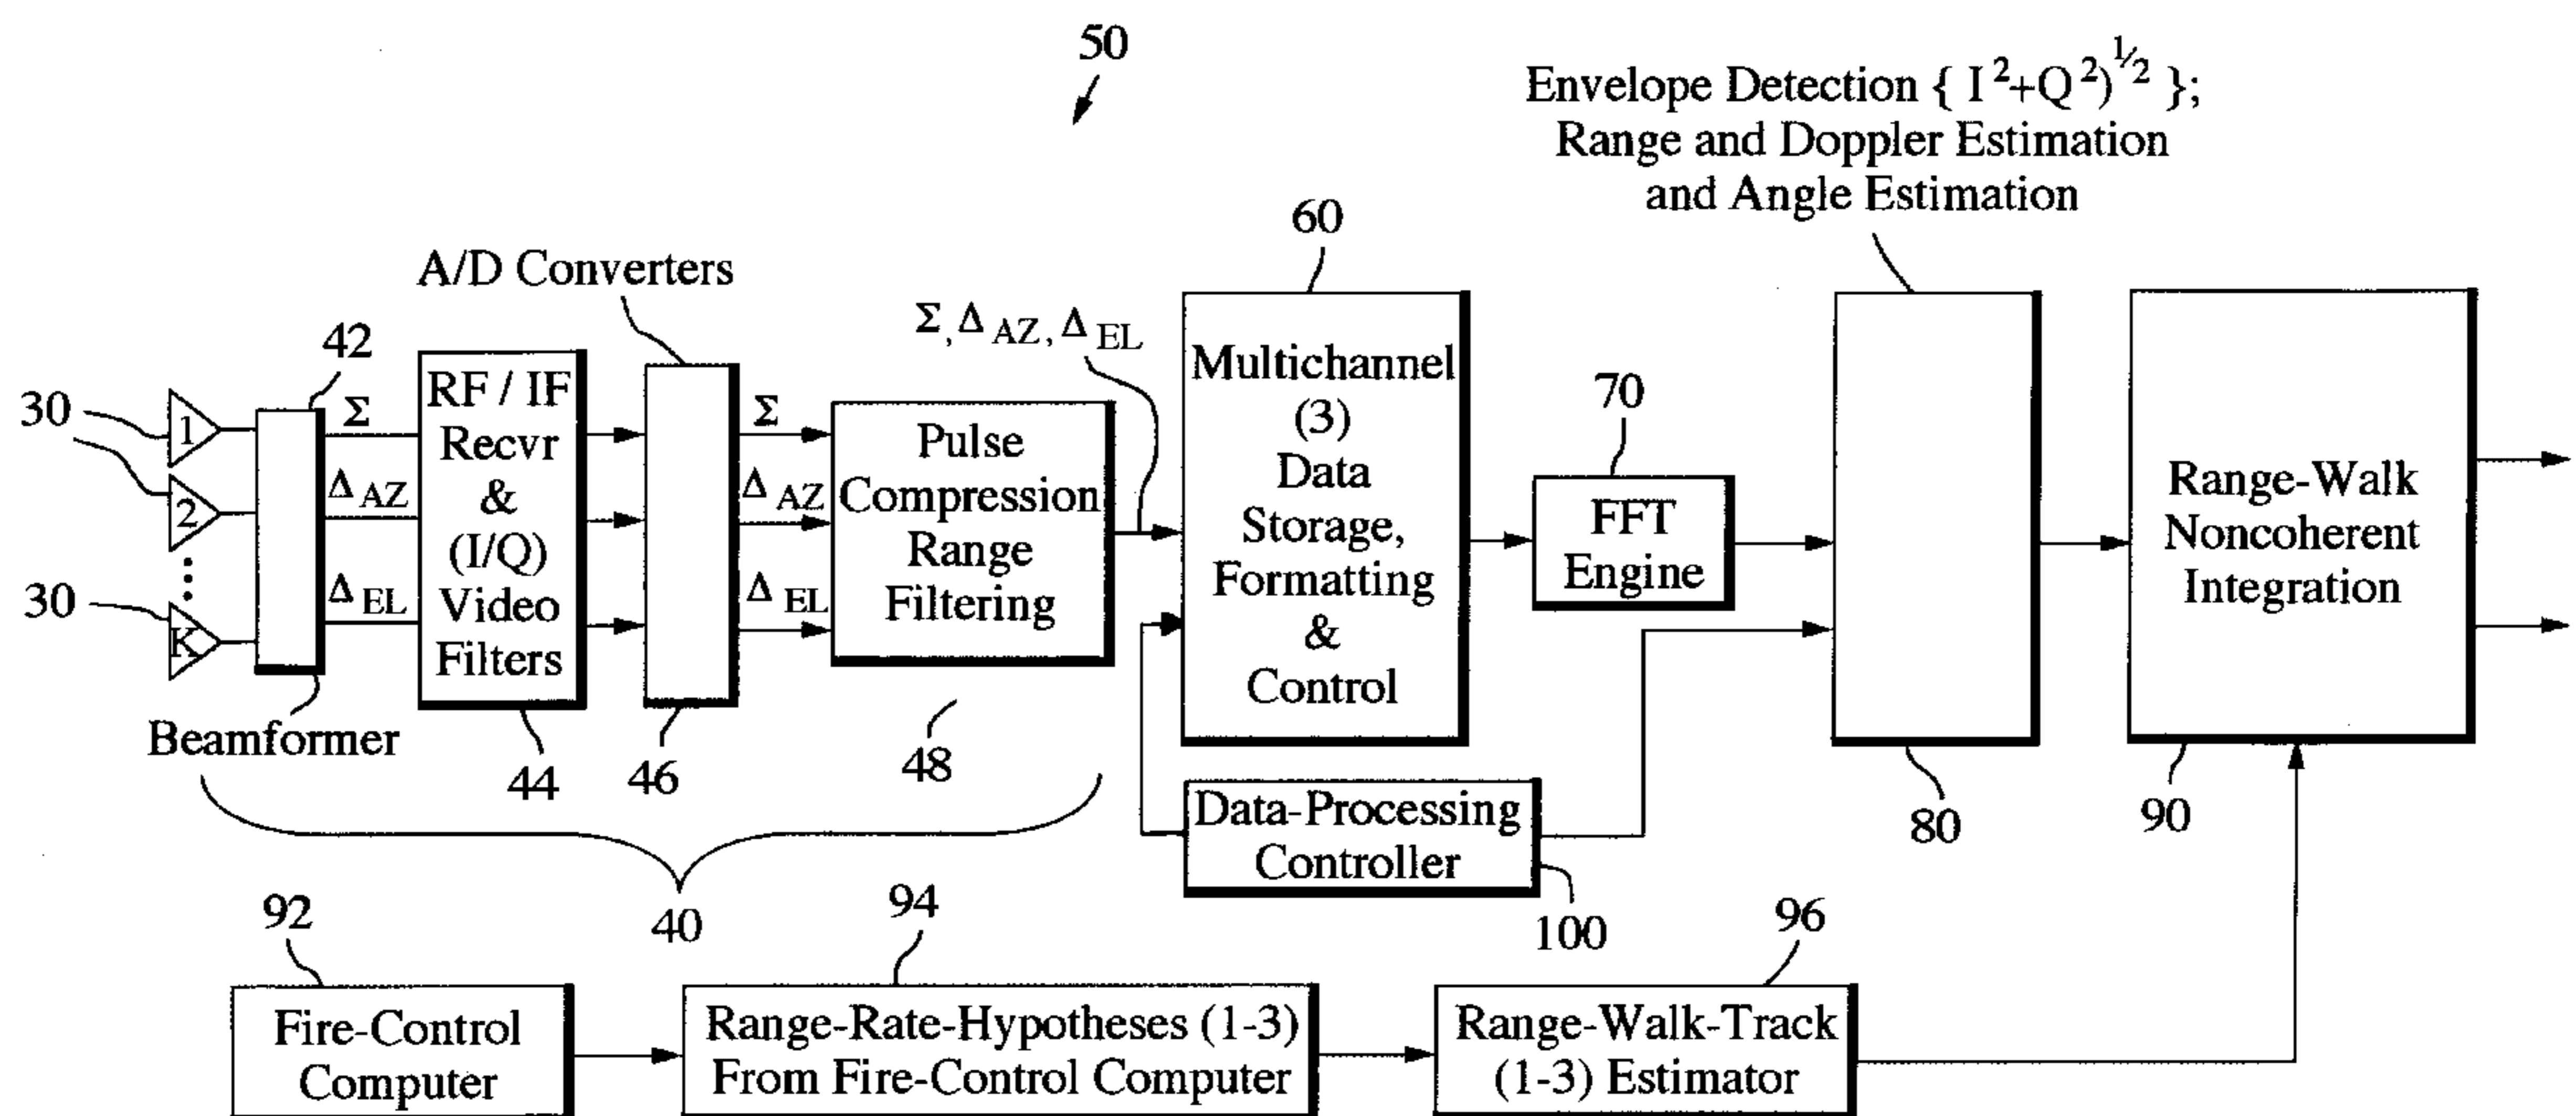 50
Envelope Detection { I²+Q²)^½ };
Range and Doppler Estimation
and Angle Estimation
60
A/D Converters
Σ, Δ AZ, Δ EL
42
30
1
2
30
K
Σ
Δ AZ
Δ EL
RF / IF
Recvr
&
(I/Q)
Video
Filters
Σ
Δ AZ
Δ EL
Pulse
Compression
Range
Filtering
Multichannel
(3)
Data
Storage,
Formatting
&
Control
70
FFT
Engine
Range-Walk
Noncoherent
Integration
Beamformer
44
46
48
Data-Processing
Controller
80
90
40
100
92
94
96
Fire-Control
Computer
Range-Rate-Hypotheses (1-3)
From Fire-Control Computer
Range-Walk-Track
(1-3) Estimator